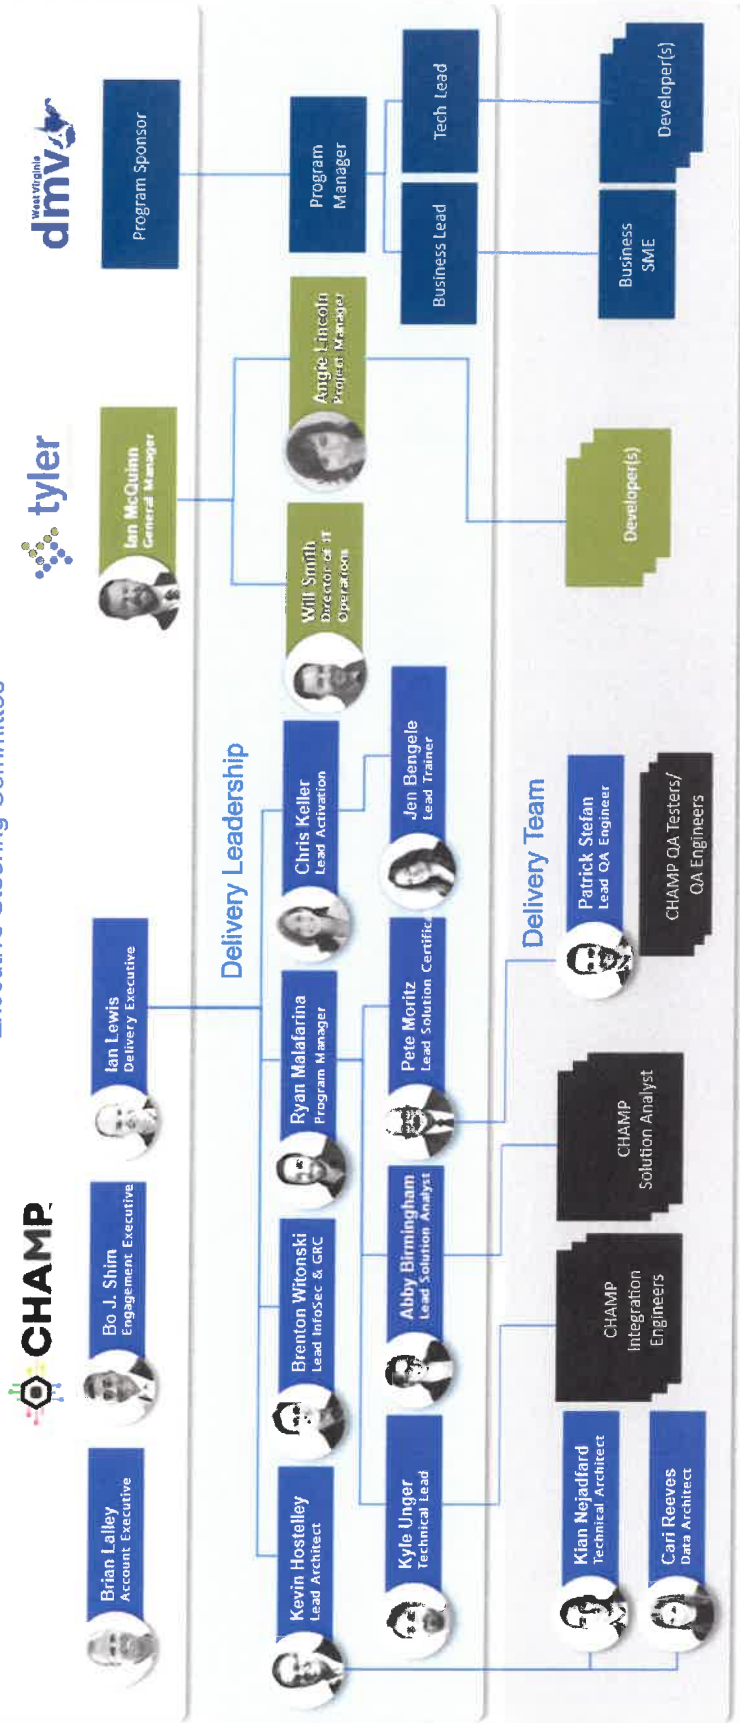 CHAMP
tyler
West Virginia
dmv
Executive Steering Committee
Brian Lalley
Account Executive
Bo J. Shim
Engagement Executive
Ian Lewis
Delivery Executive
Ian McQuinn
General Manager
Program Sponsor
Delivery Leadership
Kevin Hostelley
Lead Architect
Brenton Witonski
Lead InfoSec & GRC
Ryan Malafarina
Program Manager
Chris Keller
Lead Activation
Will Smith
Director of IT
Operations
Angie Lincoln
Project Manager
Program
Manager
Kyle Unger
Technical Lead
Abby Birmingham
Lead Solution Analyst
Pete Moritz
Lead Solution Certific
Jen Bengele
Lead Trainer
Business Lead
Tech Lead
Delivery Team
Kian Nejadfard
Technical Architect
Cari Reeves
Data Architect
CHAMP
Integration
Engineers
CHAMP
Solution Analyst
Patrick Stefan
Lead QA Engineer
CHAMP QA Testers/
QA Engineers
Developer(s)
Business
SME
Developer(s)